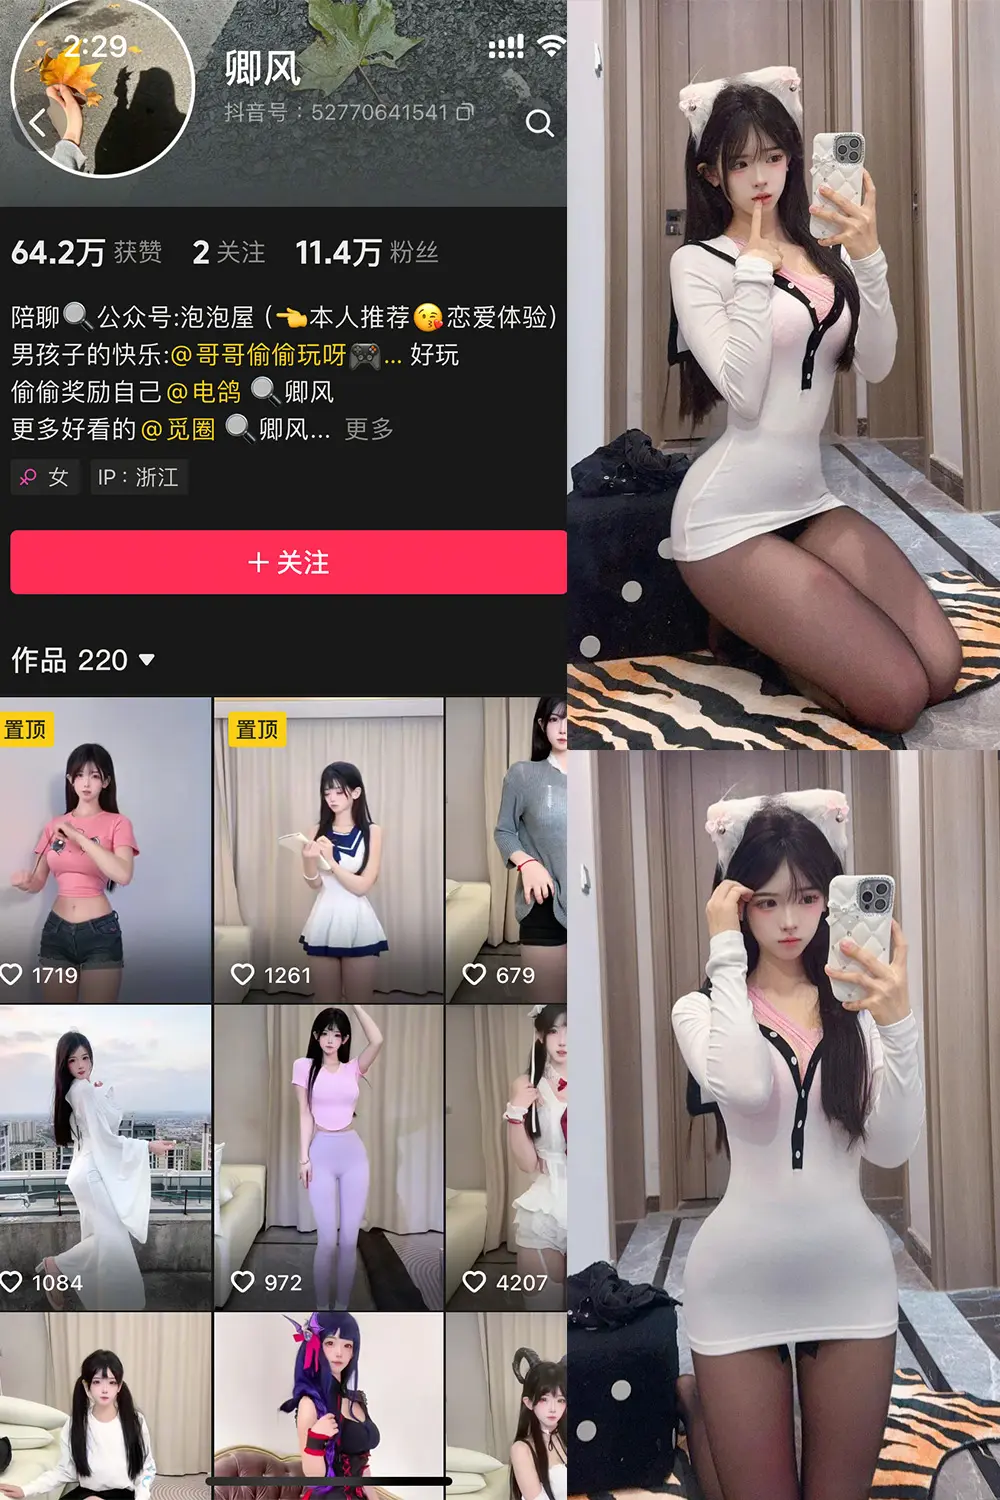 2:29
卿风
抖音号：52770641541
64.2万 获赞 2 关注 11.4万 粉丝
陪聊🔍公众号:泡泡屋 (👈本人推荐😘恋爱体验)
男孩子的快乐:@哥哥偷偷玩呀🎮... 好玩
偷偷奖励自己@电鸽 🔍卿风
更多好看的@觅圈 🔍卿风... 更多
女 IP：浙江
+关注
作品 220
置顶 置顶
1719 1261 679
1084 972 4207